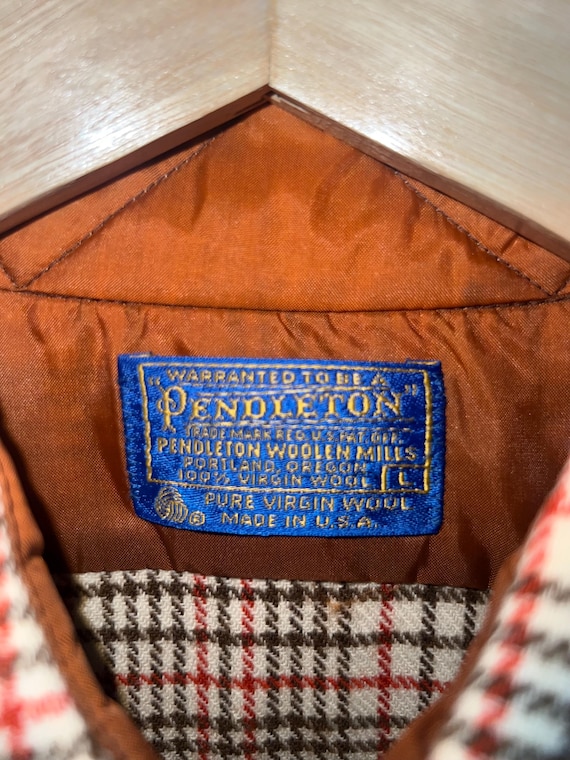 "WARRANTED TO BE A
PENDLETON"
TRADE MARK REG. U.S. PAT. OFF.
PENDLETON WOOLEN MILLS
PORTLAND, OREGON
100% VIRGIN WOOL L
PURE VIRGIN WOOL
® MADE IN U.S.A.